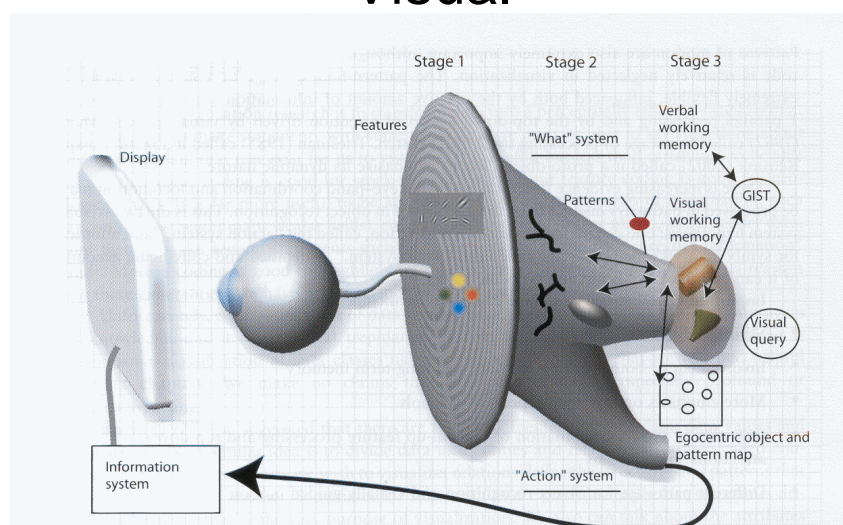 Visual
Stage 1
Stage 2
Stage 3
Features
"What" system
Verbal
working
memory
Display
GIST
Patterns
Visual
working
memory
Visual
query
Egocentric object and
pattern map
Information
system
"Action" system